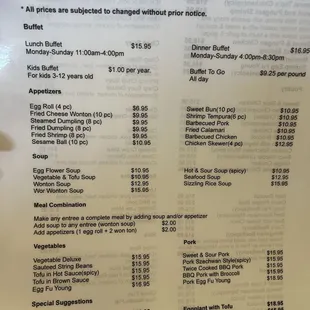 * All prices are subjected to changed without prior notice.
Buffet
Lunch Buffet $15.95
Monday-Sunday 11:00am-4:00pm
Kids Buffet $1.00 per year.
For kids 3-12 years old
Dinner Buffet $16.95
Monday-Sunday 4:00pm-8:30pm
Buffet To Go $9.25 per pound
All day
Appetizers
Egg Roll (4 pc) $6.95
Fried Cheese Wonton (10 pc) $9.95
Steamed Dumpling (8 pc) $9.95
Fried Dumpling (8 pc) $9.95
Fried Shrimp (8 pc) $9.95
Sesame Ball (10 pc) $10.95
Sweet Bun(10 pc) $10.95
Shrimp Tempura(6 pc) $10.95
Barbecued Pork $10.95
Fried Calamari $10.95
Barbecued Chicken $10.95
Chicken Skewer(4 pc) $12.95
Soup
Egg Flower Soup $10.95
Vegetable & Tofu Soup $10.95
Wonton Soup $12.95
Wor Wonton Soup $15.95
Hot & Sour Soup (spicy) $10.95
Seafood Soup $12.95
Sizzling Rice Soup $15.95
Meal Combination
Make any entree a complete meal by adding soup and/or appetizer
Add soup to any entree (wonton soup) $2.00
Add appetizers (1 egg roll + 2 won ton) $2.00
Vegetables
Vegetable Deluxe $15.95
Sauteed String Beans $15.95
Tofu in Hot Sauce(spicy) $15.95
Tofu in Brown Sauce $15.95
Egg Fu Young $15.95
Pork
Sweet & Sour Pork $15.95
Pork Szechwan Style(spicy) $15.95
Twice Cooked BBQ Pork $15.95
BBQ Pork with Broccoli $15.95
Pork Egg Fu Young $15.95
Special Suggestions
Eggplant with Tofu